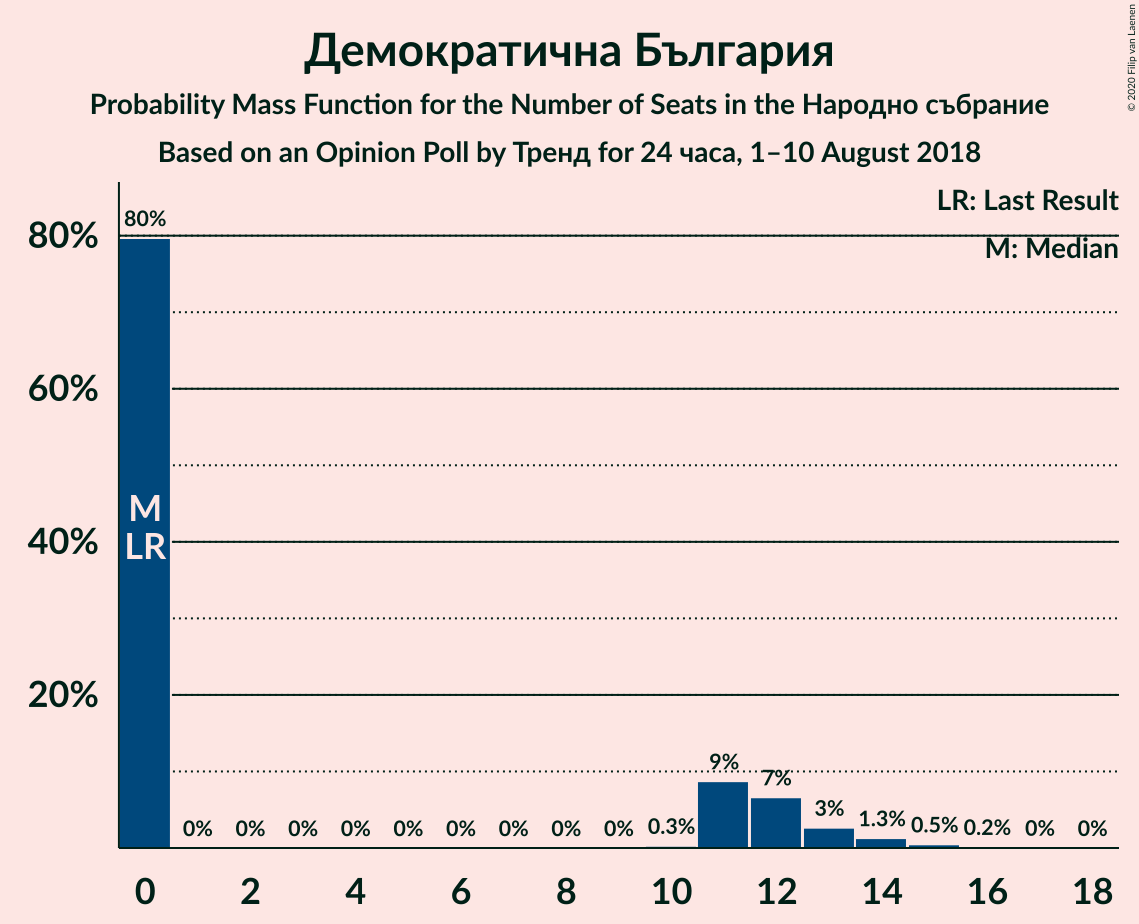 Демократична България
Probability Mass Function for the Number of Seats in the Народно събрание
Based on an Opinion Poll by Тренд for 24 часа, 1–10 August 2018
© 2020 Filip van Laenen
LR: Last Result
M: Median
80%
60%
40%
20%
80%
M
LR
0%
0%
0%
0%
0%
0%
0%
0%
0%
0.3%
9%
7%
3%
1.3%
0.5%
0.2%
0%
0%
0 2 4 6 8 10 12 14 16 18